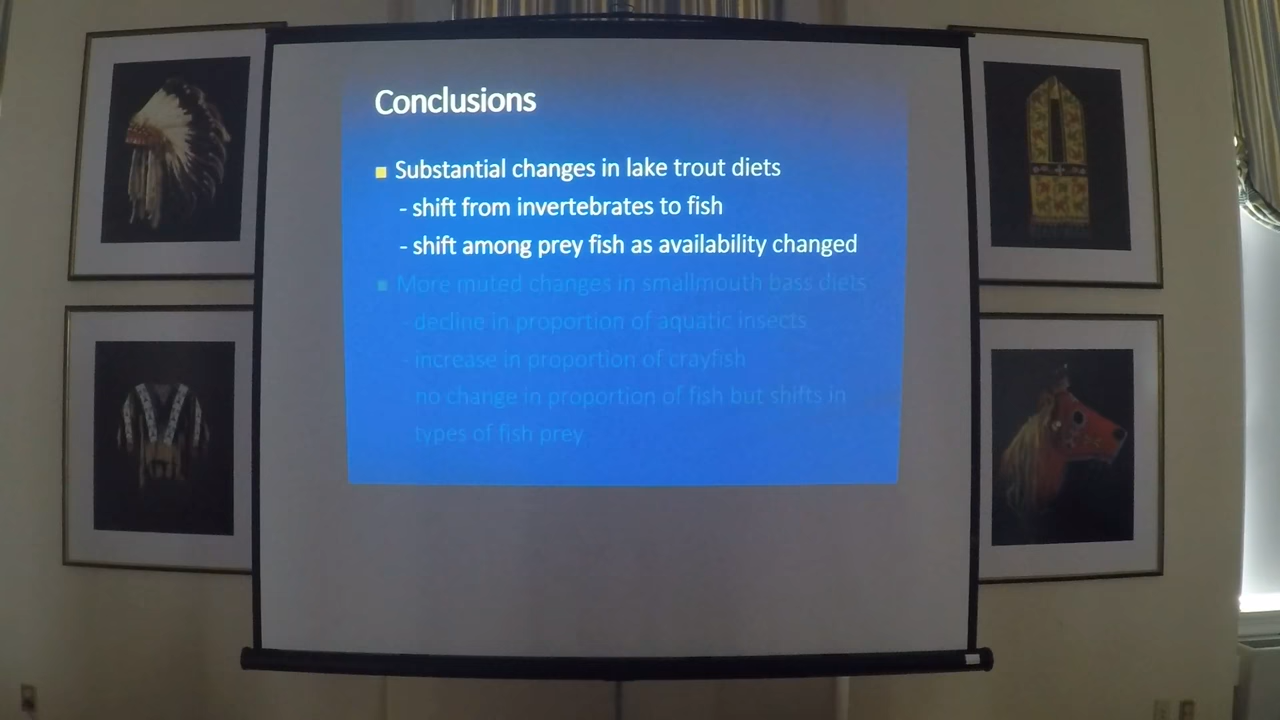 Conclusions
Substantial changes in lake trout diets
- shift from invertebrates to fish
- shift among prey fish as availability changed
More muted changes in smallmouth bass diets
- decline in proportion of aquatic insects
- increase in proportion of crayfish
no change in proportion of fish but shifts in
types of fish prey